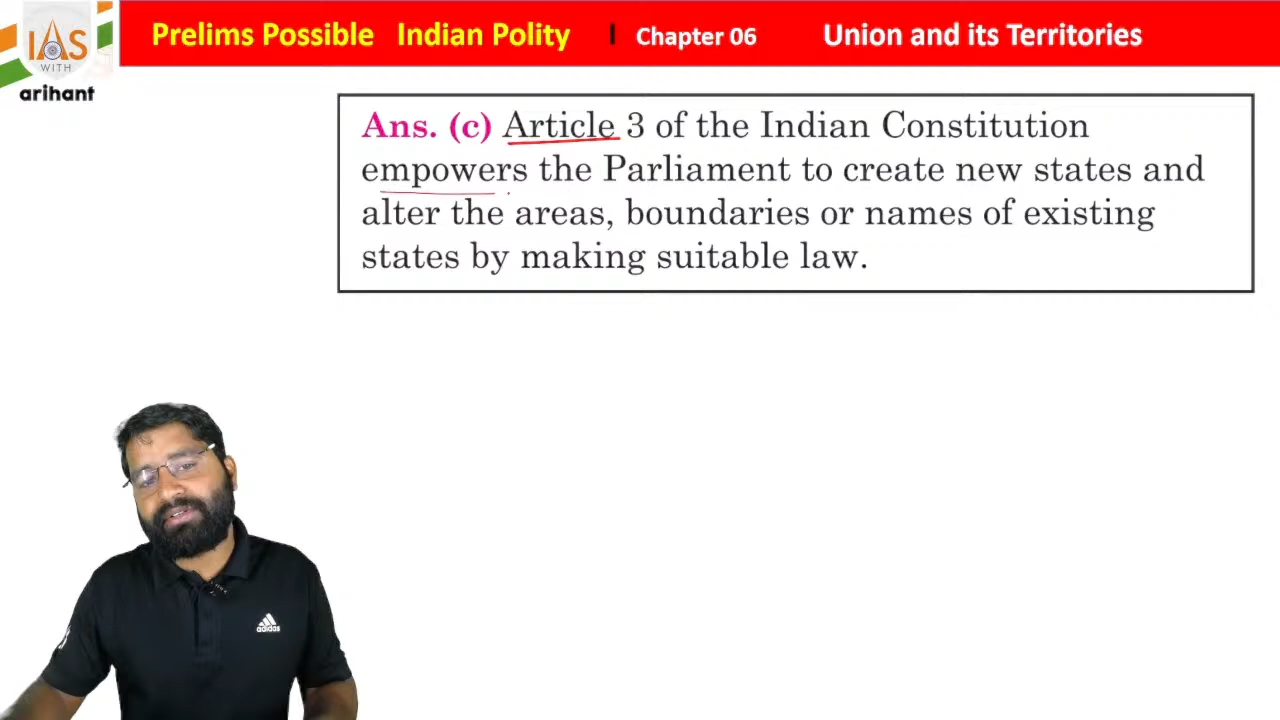 Prelims Possible Indian Polity | Chapter 06 Union and its Territories
IAS
WITH
arihant
Ans. (c) Article 3 of the Indian Constitution
empowers the Parliament to create new states and
alter the areas, boundaries or names of existing
states by making suitable law.
adidas